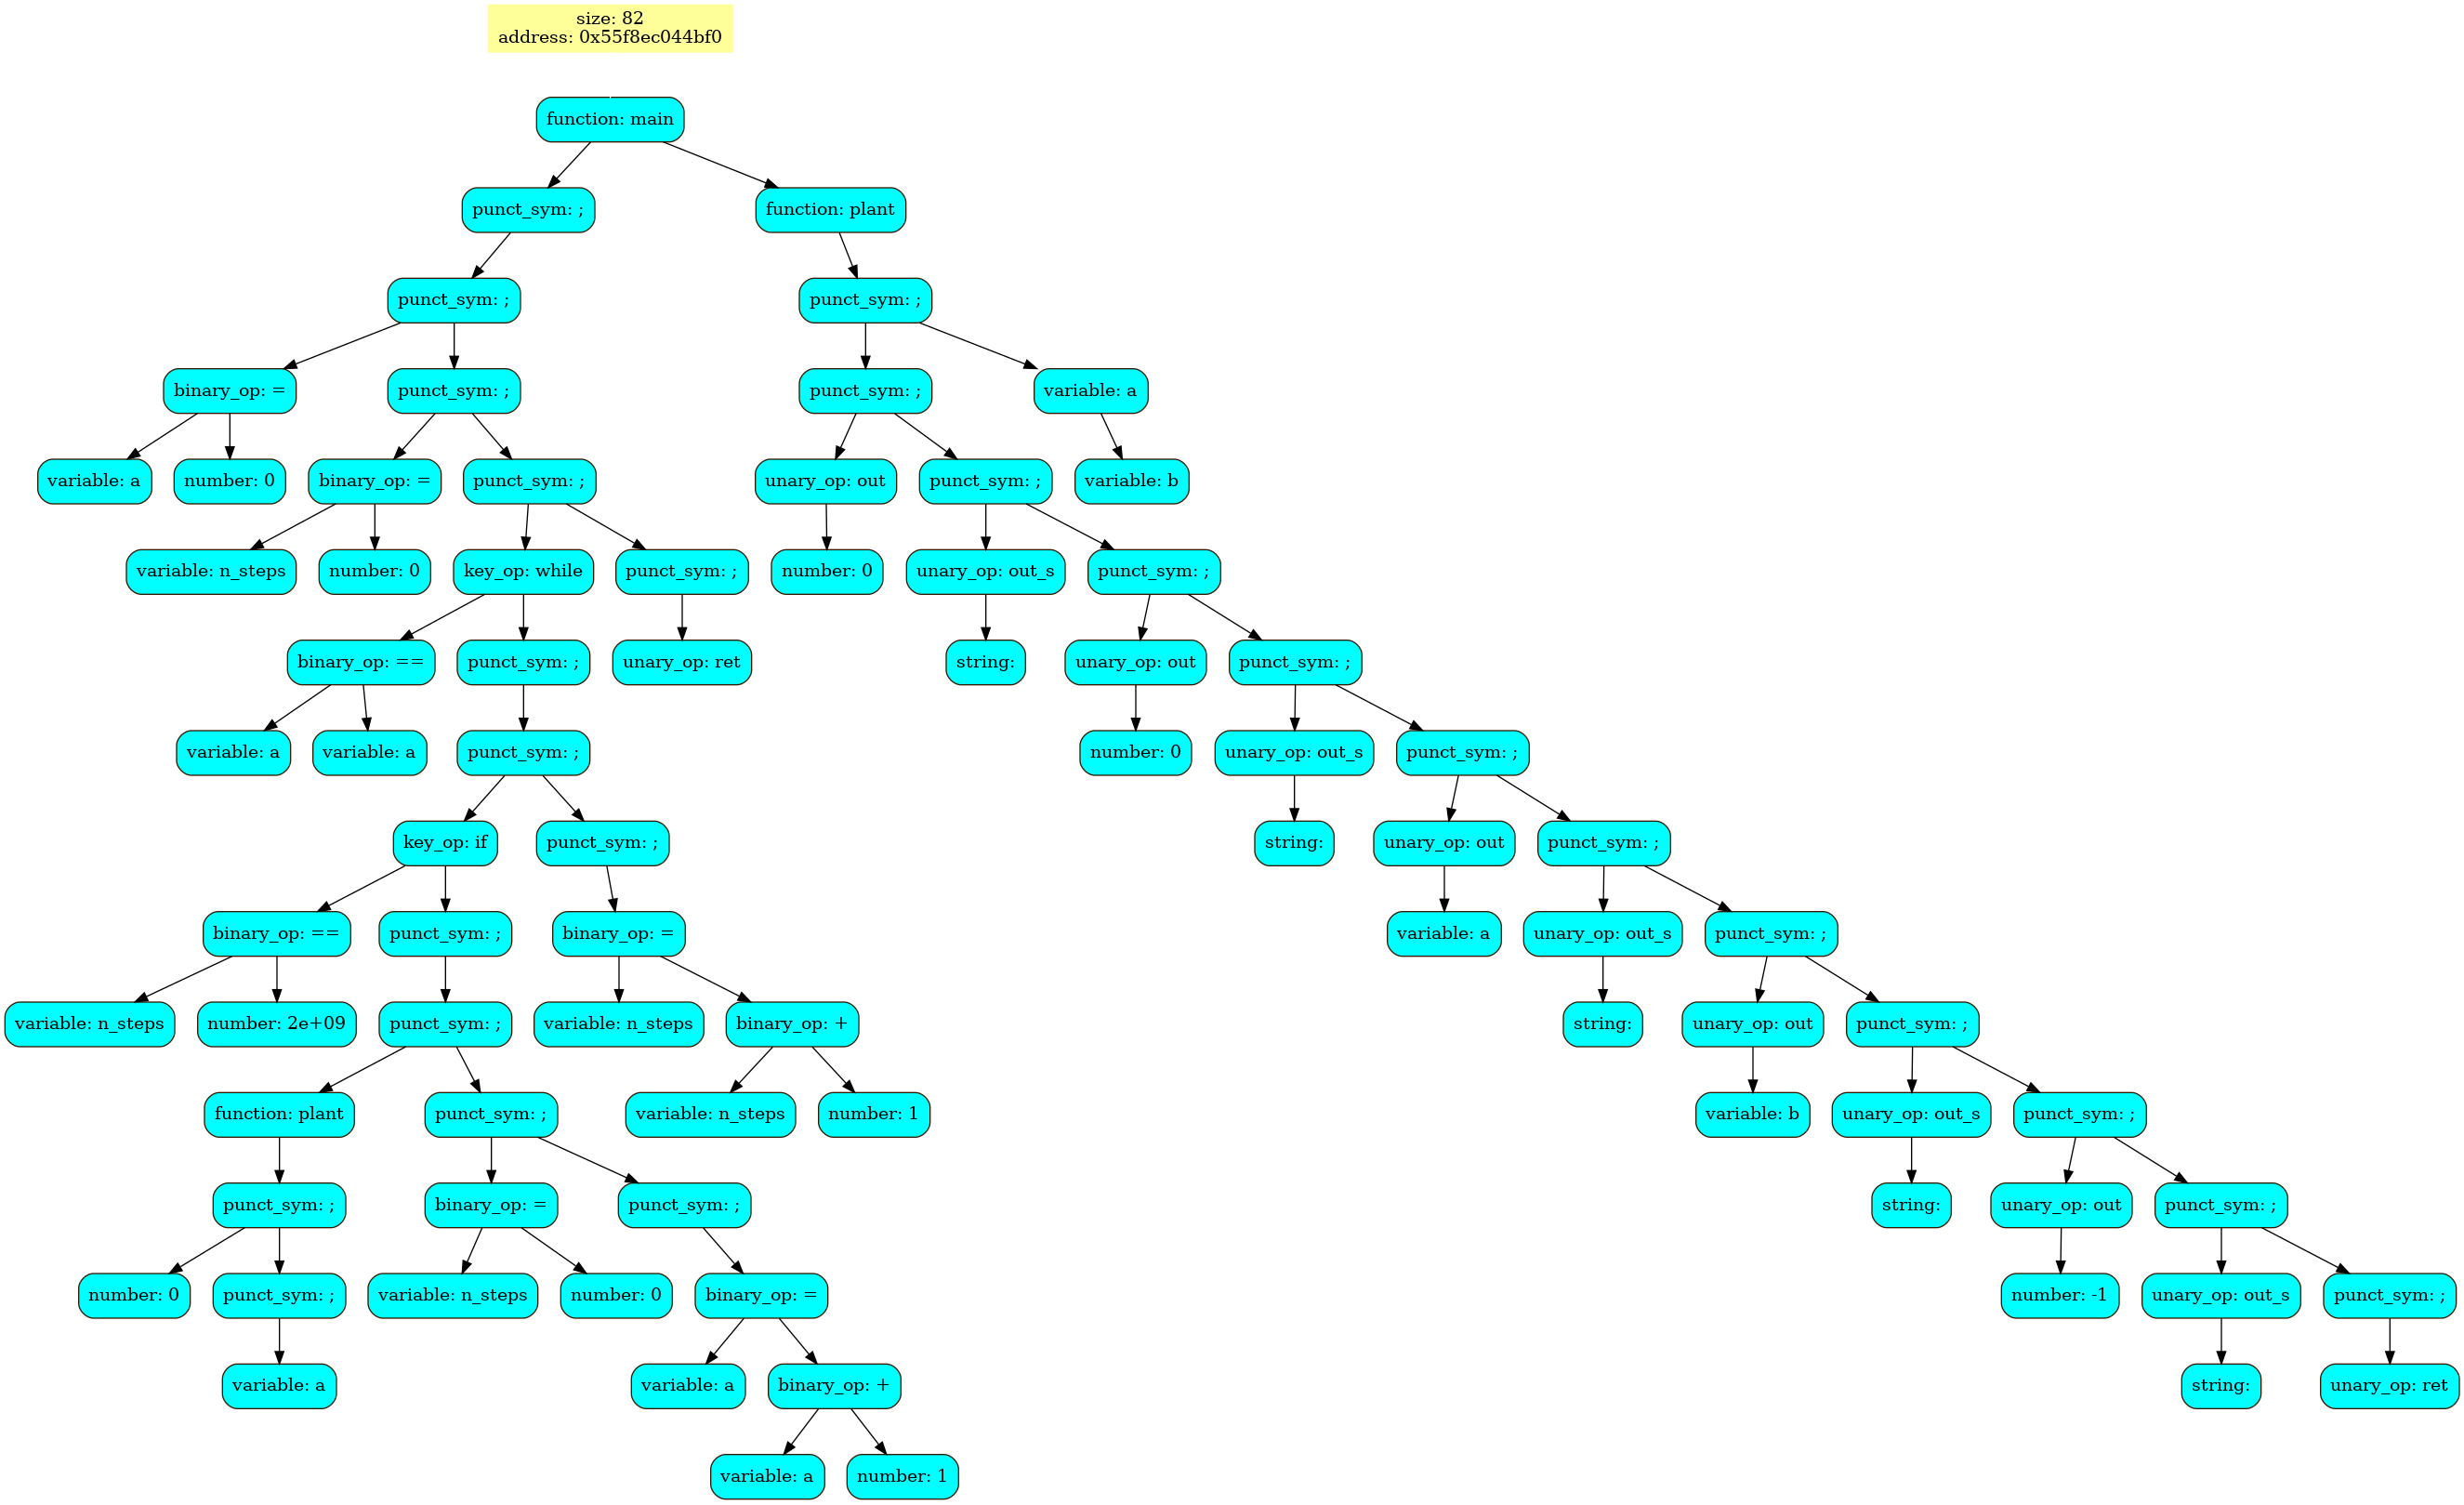 size: 82
address: 0x55f8ec044bf0
function: main
punct_sym: ;
function: plant
punct_sym: ;
punct_sym: ;
binary_op: =
punct_sym: ;
punct_sym: ;
variable: a
variable: a
number: 0
binary_op: =
punct_sym: ;
unary_op: out
punct_sym: ;
variable: b
variable: n_steps
number: 0
key_op: while
punct_sym: ;
number: 0
unary_op: out_s
punct_sym: ;
binary_op: ==
punct_sym: ;
unary_op: ret
string:
unary_op: out
punct_sym: ;
variable: a
variable: a
punct_sym: ;
number: 0
unary_op: out_s
punct_sym: ;
key_op: if
punct_sym: ;
string:
unary_op: out
punct_sym: ;
binary_op: ==
punct_sym: ;
binary_op: =
variable: a
unary_op: out_s
punct_sym: ;
variable: n_steps
number: 2e+09
punct_sym: ;
variable: n_steps
binary_op: +
string:
unary_op: out
punct_sym: ;
function: plant
punct_sym: ;
variable: n_steps
number: 1
variable: b
unary_op: out_s
punct_sym: ;
punct_sym: ;
binary_op: =
punct_sym: ;
string:
unary_op: out
punct_sym: ;
number: 0
punct_sym: ;
variable: n_steps
number: 0
binary_op: =
number: -1
unary_op: out_s
punct_sym: ;
variable: a
variable: a
binary_op: +
string:
unary_op: ret
variable: a
number: 1